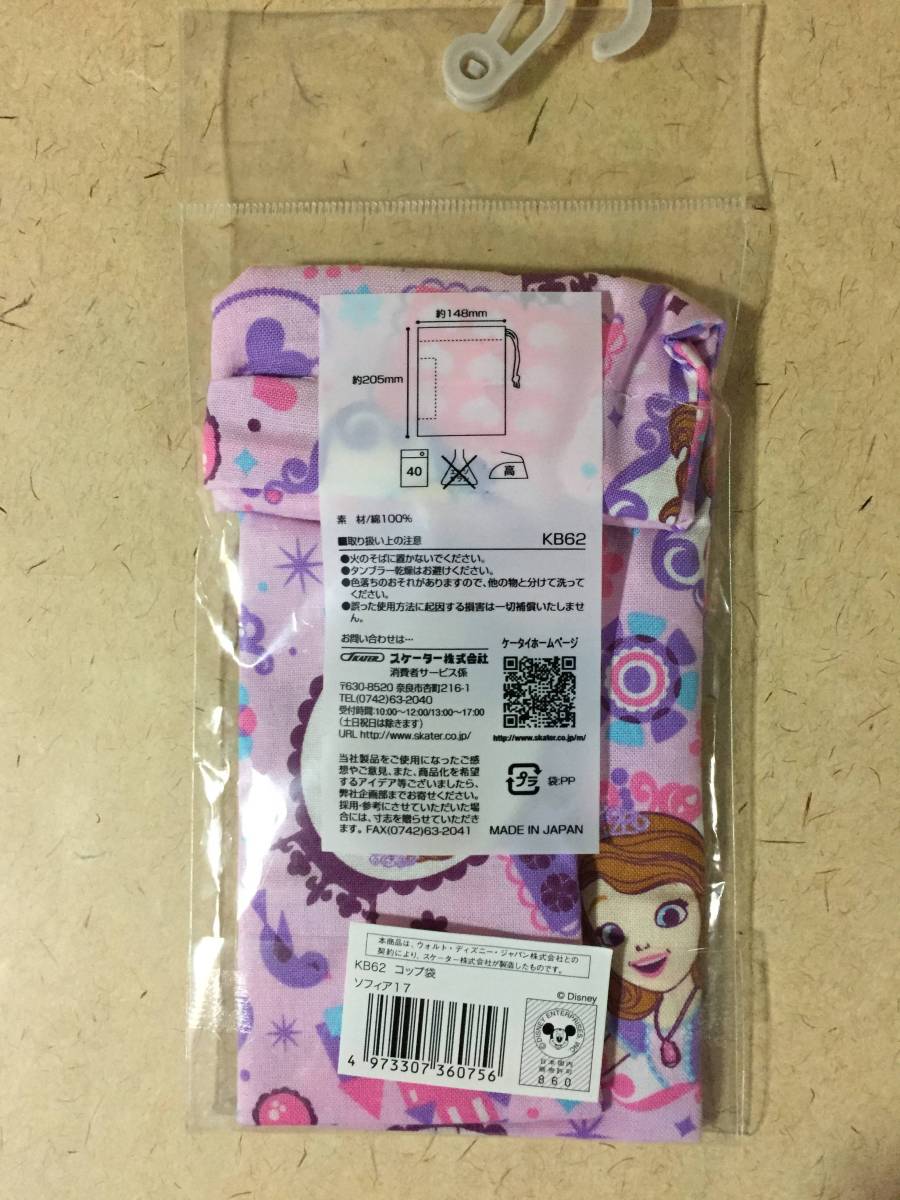 約148mm
約205mm
40
エンソ
サラシ
高
素 材/綿100%
■取り扱い上の注意 KB62
●火のそばに置かないでください。
●タンブラー乾燥はお避けください。
●色落ちのおそれがありますので、他の物と分けて洗って
ください。
●誤った使用方法に起因する損害は一切補償いたしませ
ん。
お問い合わせは…
SKATER スケーター株式会社
消費者サービス係
〒630-8520 奈良市杏町216-1
TEL(0742)63-2040
受付時間:10:00〜12:00/13:00〜17:00
(土日祝日は除きます)
URL http://www.skater.co.jp/
ケータイホームページ
http://www.skater.co.jp/m/
当社製品をご使用になったご感
想やご意見、また、商品化を希望
するアイデア等ございましたら、
弊社企画部までお寄せください。
採用・参考にさせていただいた場
合には、寸志を贈らせていただき
ます。FAX(0742)63-2041
プラ 袋:PP
MADE IN JAPAN
本商品は、ウォルト・ディズニー・ジャパン株式会社との
契約により、スケーター株式会社が製造したものです。
KB62 コップ袋
ソフィア17
© Disney
4 973307 360756
© DISNEY ENTERPRISES, INC.
日本国内
頒布許可
860